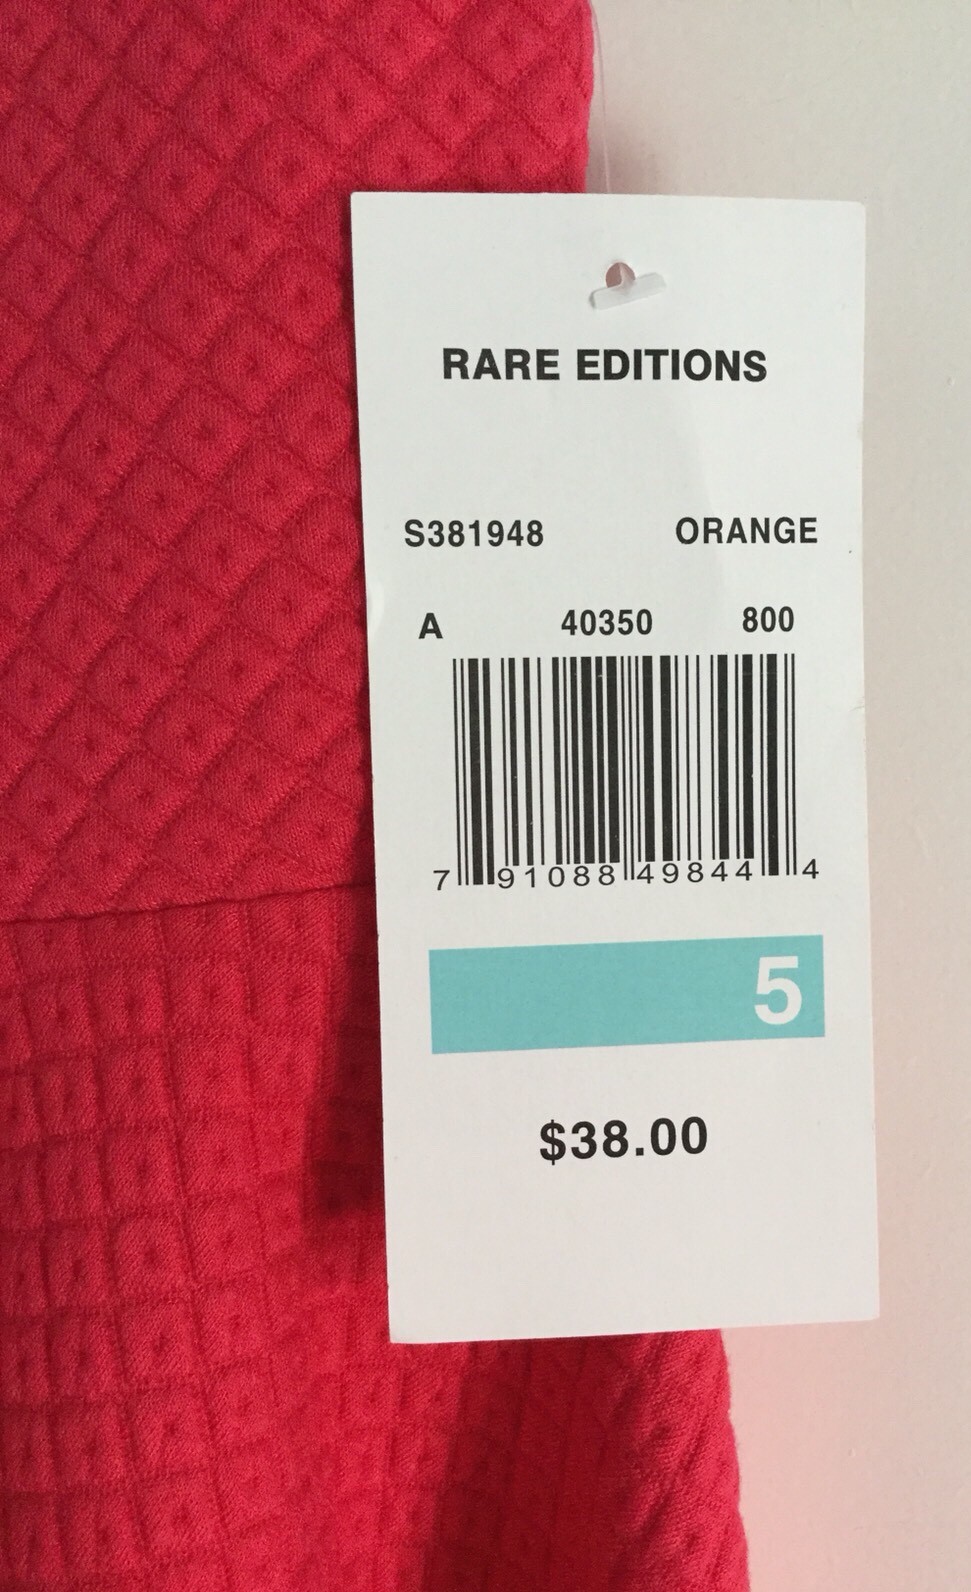 RARE EDITIONS
S381948 ORANGE
A 40350 800
7 91088 49844 4
5
$38.00